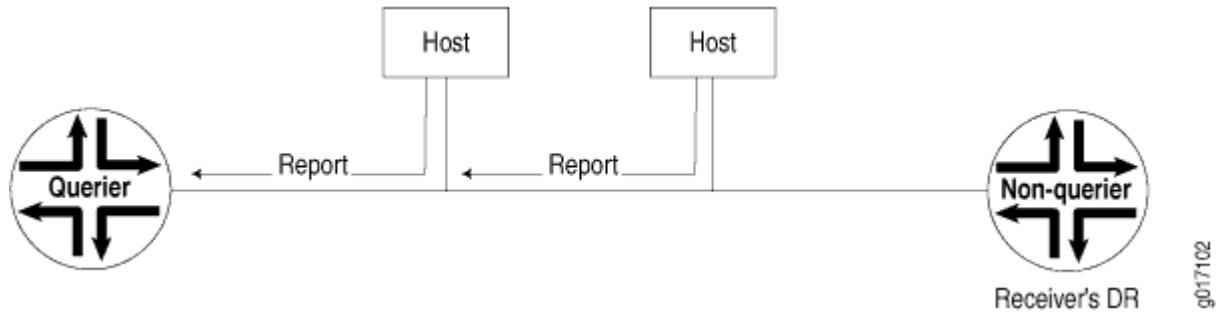 Host
Host
Report
Report
Querier
Non-querier
Receiver's DR
g017102